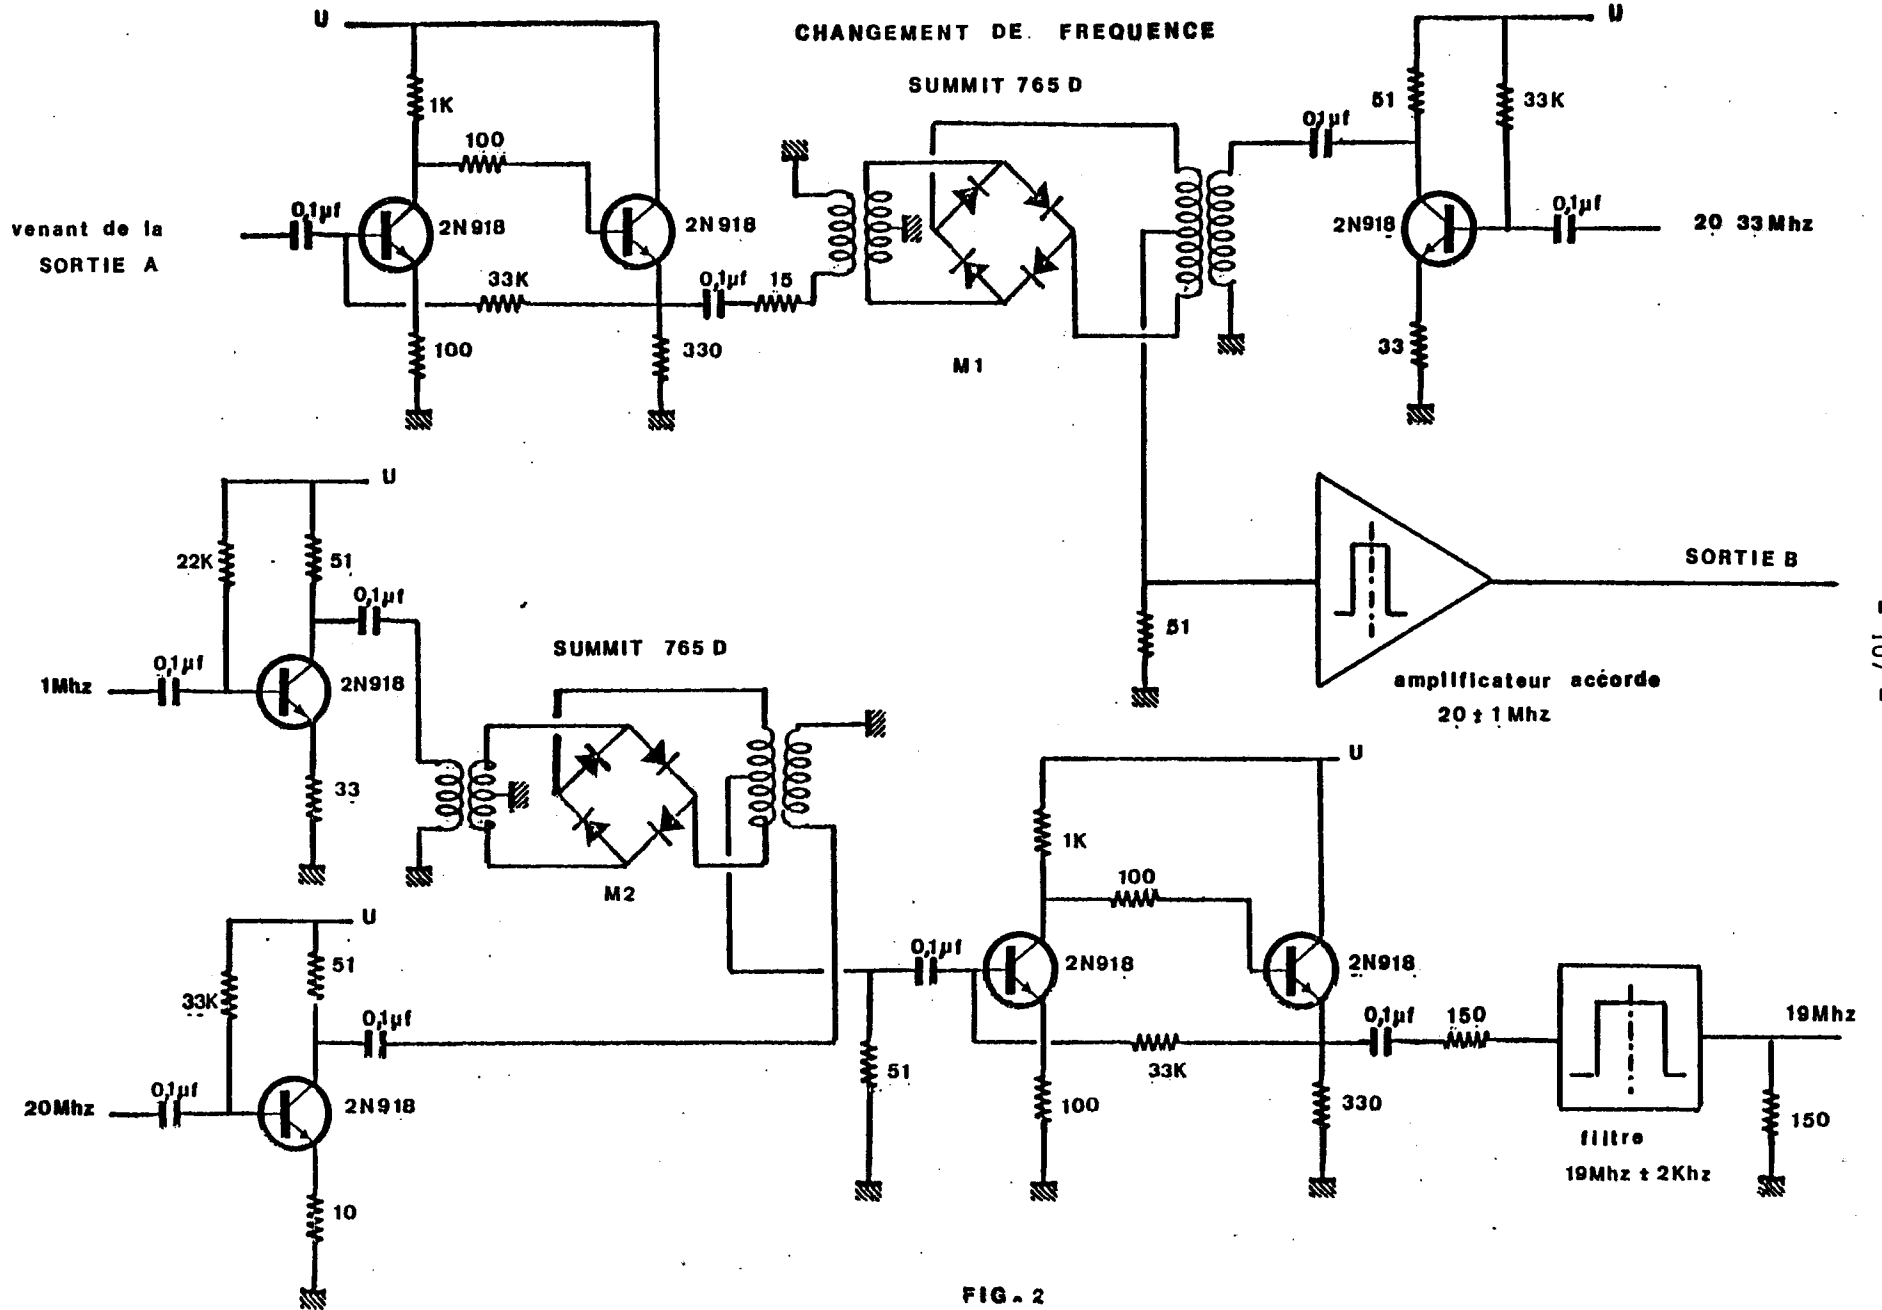 CHANGEMENT DE FREQUENCE
SUMMIT 765 D
U
1K
100
0,1µf
2N918
2N918
venant de la
SORTIE A
33K
0,1µf
15
100
330
M1
U
51
33K
01µf
2N918
0,1µf
20 33Mhz
33
U
22K
51
0,1µf
1Mhz
0,1µf
2N918
33
SUMMIT 765 D
M2
51
SORTIE B
amplificateur accorde
20 ± 1 Mhz
U
33K
51
0,1µf
20Mhz
0,1µf
2N918
10
U
1K
100
0,1µf
2N918
2N918
51
33K
0,1µf
150
100
330
19Mhz
150
filtre
19Mhz ± 2Khz
FIG. 2